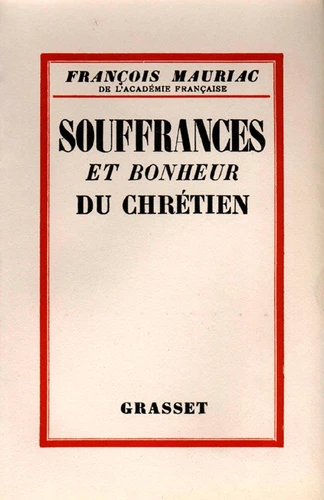 FRANÇOIS MAURIAC
DE L'ACADÉMIE FRANÇAISE
SOUFFRANCES
ET BONHEUR
DU CHRÉTIEN
GRASSET